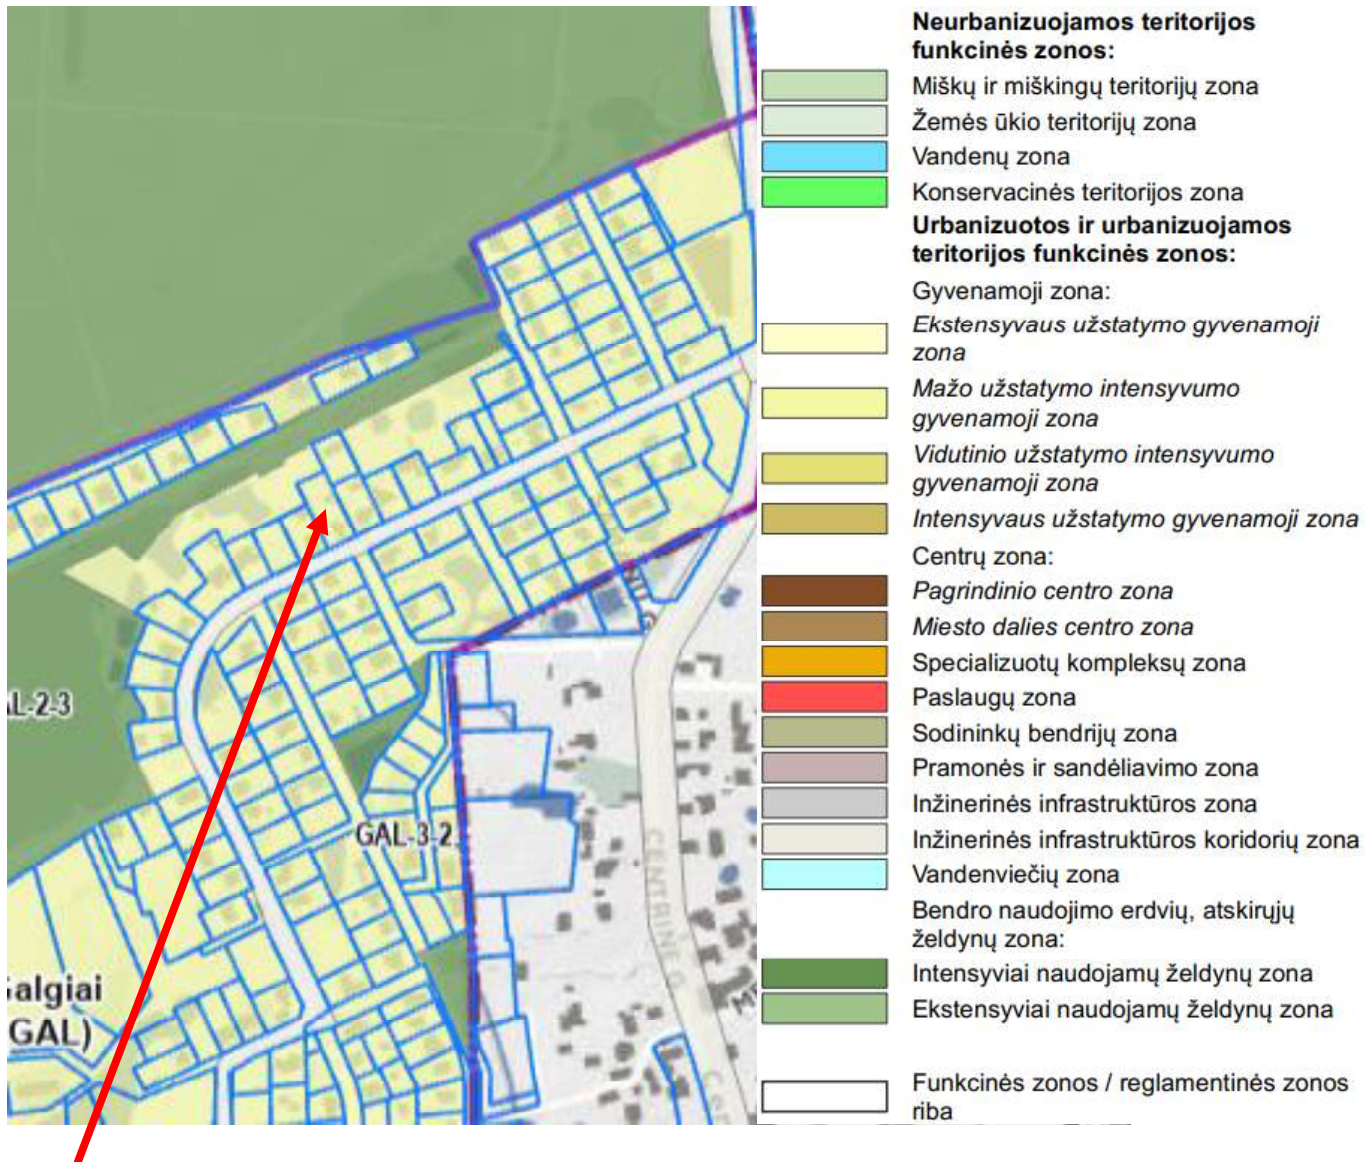 Neurbanizuojamos teritorijos
funkcinės zonos:
Miškų ir miškingų teritorijų zona
Žemės ūkio teritorijų zona
Vandenų zona
Konservacinės teritorijos zona
Urbanizuotos ir urbanizuojamos
teritorijos funkcinės zonos:
Gyvenamoji zona:
Ekstensyvaus užstatymo gyvenamoji
zona
Mažo užstatymo intensyvumo
gyvenamoji zona
Vidutinio užstatymo intensyvumo
gyvenamoji zona
Intensyvaus užstatymo gyvenamoji zona
Centrų zona:
Pagrindinio centro zona
Miesto dalies centro zona
Specializuotų kompleksų zona
Paslaugų zona
Sodininkų bendrijų zona
Pramonės ir sandėliavimo zona
Inžinerinės infrastruktūros zona
Inžinerinės infrastruktūros koridorių zona
Vandenviečių zona
Bendro naudojimo erdvių, atskirųjų
želdynų zona:
Intensyviai naudojamų želdynų zona
Ekstensyviai naudojamų želdynų zona
Funkcinės zonos / reglamentinės zonos
riba
AL-2-3
GAL-3-2
CENTRINĖ G.
algiai
GAL)